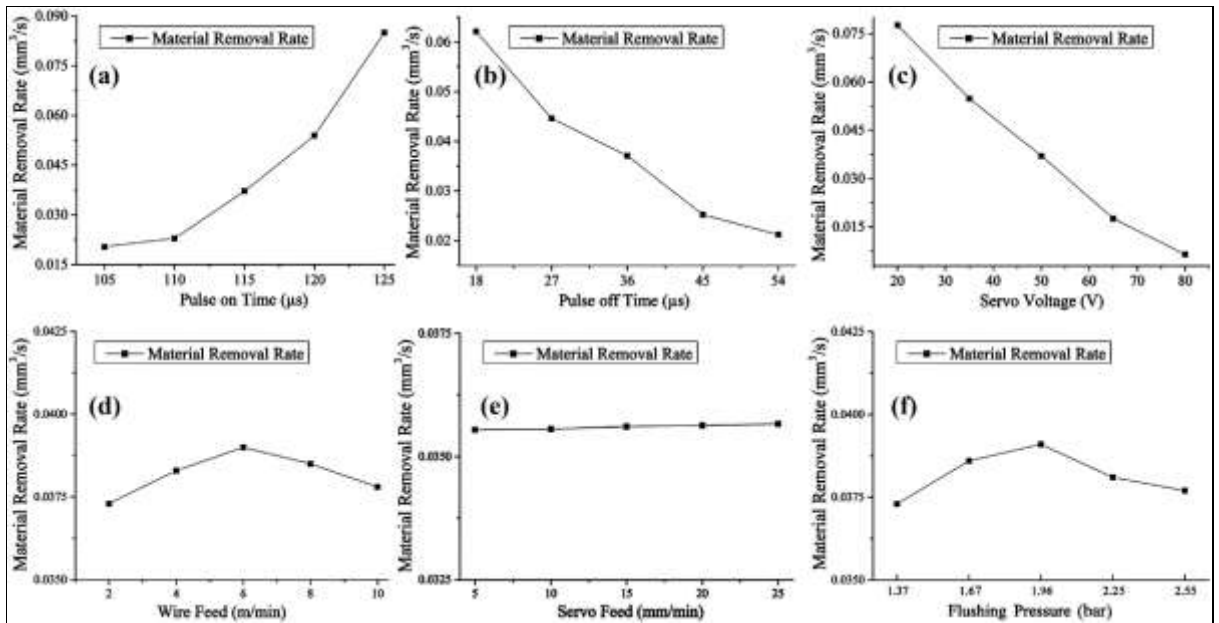 Material Removal Rate (mm³/s)
0.090
0.075
0.060
0.045
0.030
0.015
Material Removal Rate
(a)
105 110 115 120 125
Pulse on Time (µs)
Material Removal Rate (mm³/s)
0.06
0.05
0.04
0.03
0.02
Material Removal Rate
(b)
18 27 36 45 54
Pulse off Time (µs)
Material Removal Rate (mm³/s)
0.075
0.060
0.045
0.030
0.015
Material Removal Rate
(c)
20 30 40 50 60 70 80
Servo Voltage (V)
Material Removal Rate (mm³/s)
0.0425
0.0400
0.0375
0.0350
Material Removal Rate
(d)
2 4 6 8 10
Wire Feed (m/min)
Material Removal Rate (mm³/s)
0.0375
0.0350
0.0325
Material Removal Rate
(e)
5 10 15 20 25
Servo Feed (mm/min)
Material Removal Rate (mm³/s)
0.0425
0.0400
0.0375
0.0350
Material Removal Rate
(f)
1.37 1.67 1.96 2.25 2.55
Flushing Pressure (bar)